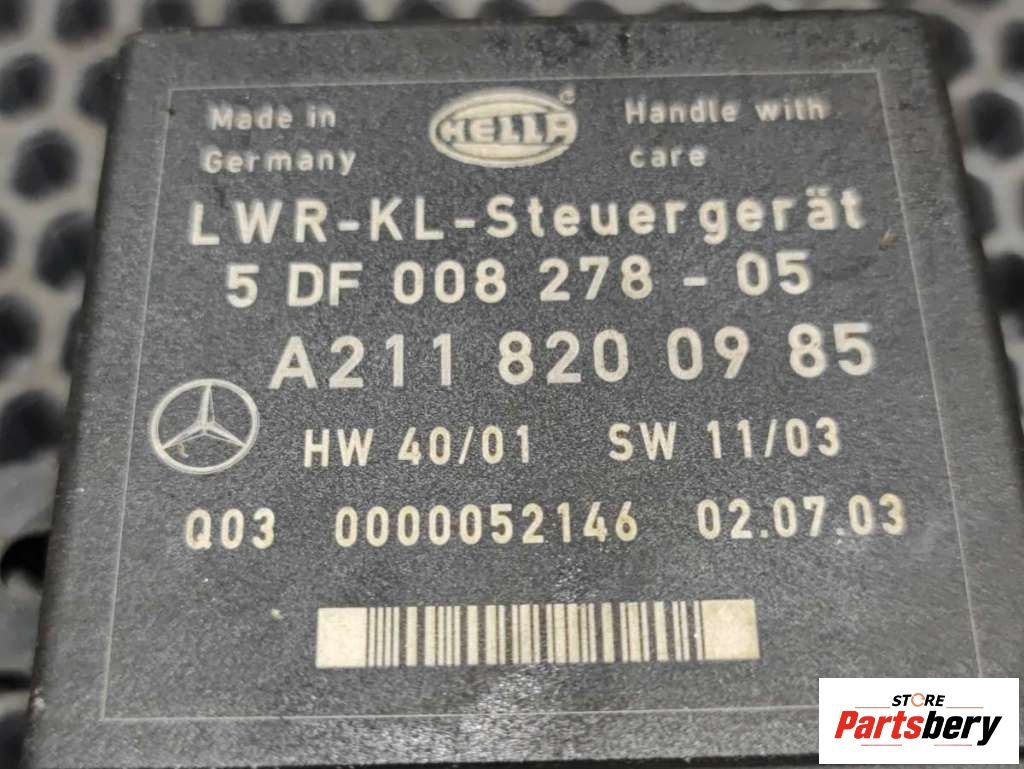 Made in
Germany
HELLA
Handle with
care
LWR-KL-Steuergerät
5 DF 008 278 - 05
A211 820 09 85
HW 40/01 SW 11/03
Q03 0000052146 02.07.03
STORE
Partsbery